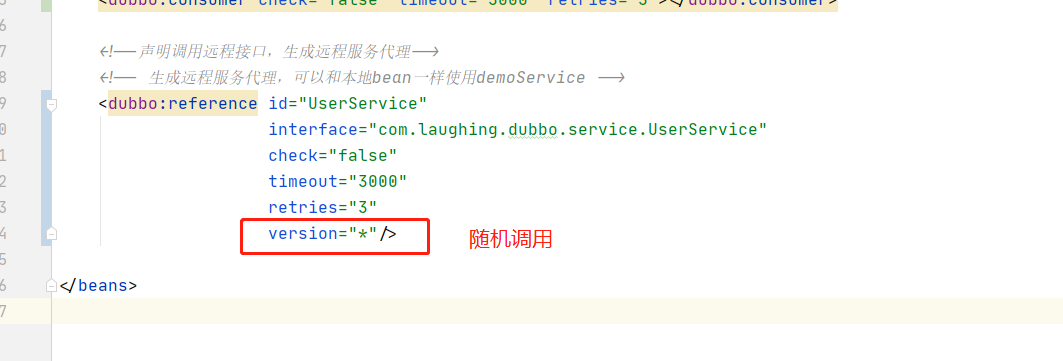 <dubbo:consumer check="false" timeout="5000" retries="3"></dubbo:consumer>
6
7 <!--声明调用远程接口，生成远程服务代理-->
8 <!-- 生成远程服务代理，可以和本地bean一样使用demoService -->
9 <dubbo:reference id="UserService"
0 interface="com.laughing.dubbo.service.UserService"
1 check="false"
2 timeout="3000"
3 retries="3"
4 version="*"/> 随机调用
5
6 </beans>
7